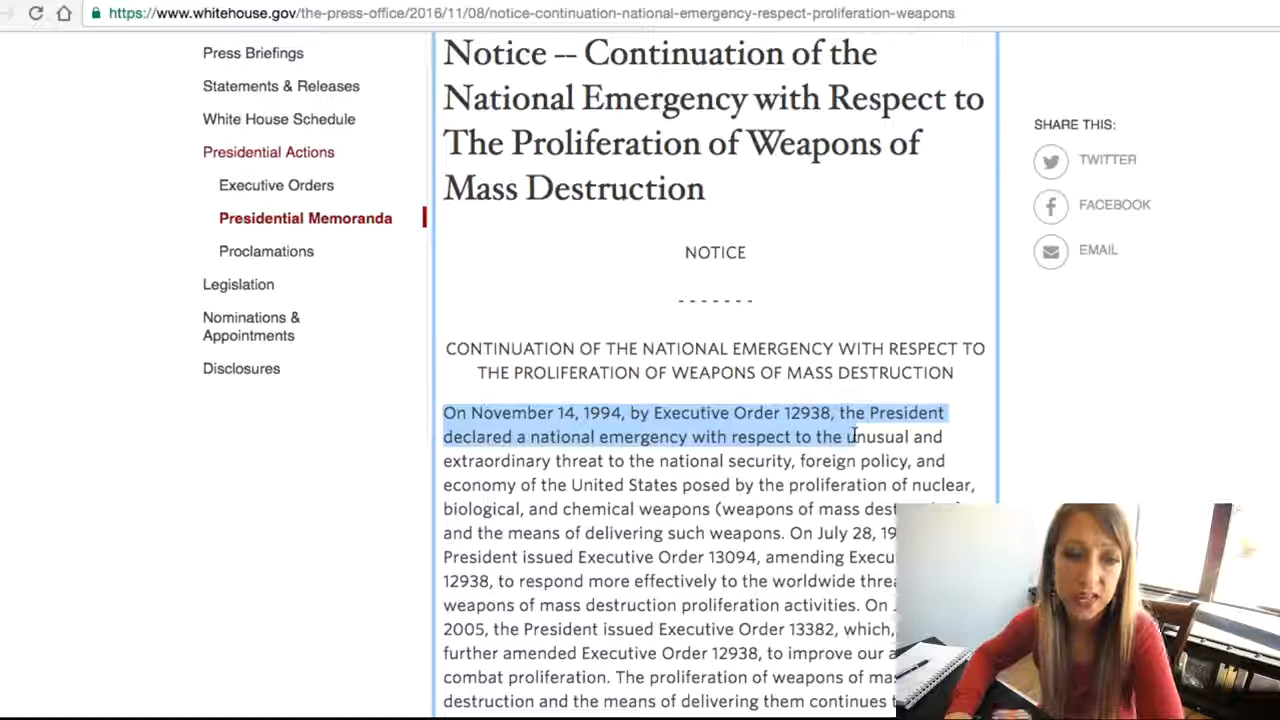 https://www.whitehouse.gov/the-press-office/2016/11/08/notice-continuation-national-emergency-respect-proliferation-weapons
Press Briefings
Statements & Releases
White House Schedule
Presidential Actions
Executive Orders
Presidential Memoranda
Proclamations
Legislation
Nominations &
Appointments
Disclosures
Notice -- Continuation of the
National Emergency with Respect to
The Proliferation of Weapons of
Mass Destruction
NOTICE
- - - - - - -
CONTINUATION OF THE NATIONAL EMERGENCY WITH RESPECT TO
THE PROLIFERATION OF WEAPONS OF MASS DESTRUCTION
On November 14, 1994, by Executive Order 12938, the President
declared a national emergency with respect to the unusual and
extraordinary threat to the national security, foreign policy, and
economy of the United States posed by the proliferation of nuclear,
biological, and chemical weapons (weapons of mass
and the means of delivering such weapons. On July 28,
President issued Executive Order 13094, amending
12938, to respond more effectively to the worldwide
weapons of mass destruction proliferation activities. On
2005, the President issued Executive Order 13382, which,
further amended Executive Order 12938, to improve our
combat proliferation. The proliferation of weapons of
destruction and the means of delivering them continues
SHARE THIS:
TWITTER
FACEBOOK
EMAIL